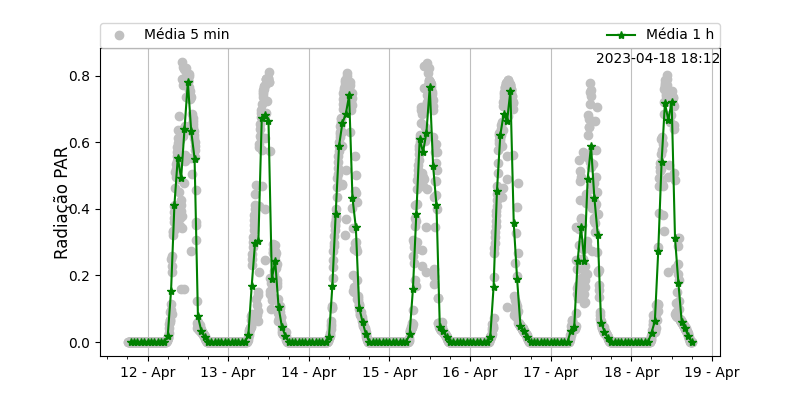 Média 5 min
Média 1 h
2023-04-18 18:12
Radiação PAR
0.8
0.6
0.4
0.2
0.0
12 - Apr
13 - Apr
14 - Apr
15 - Apr
16 - Apr
17 - Apr
18 - Apr
19 - Apr